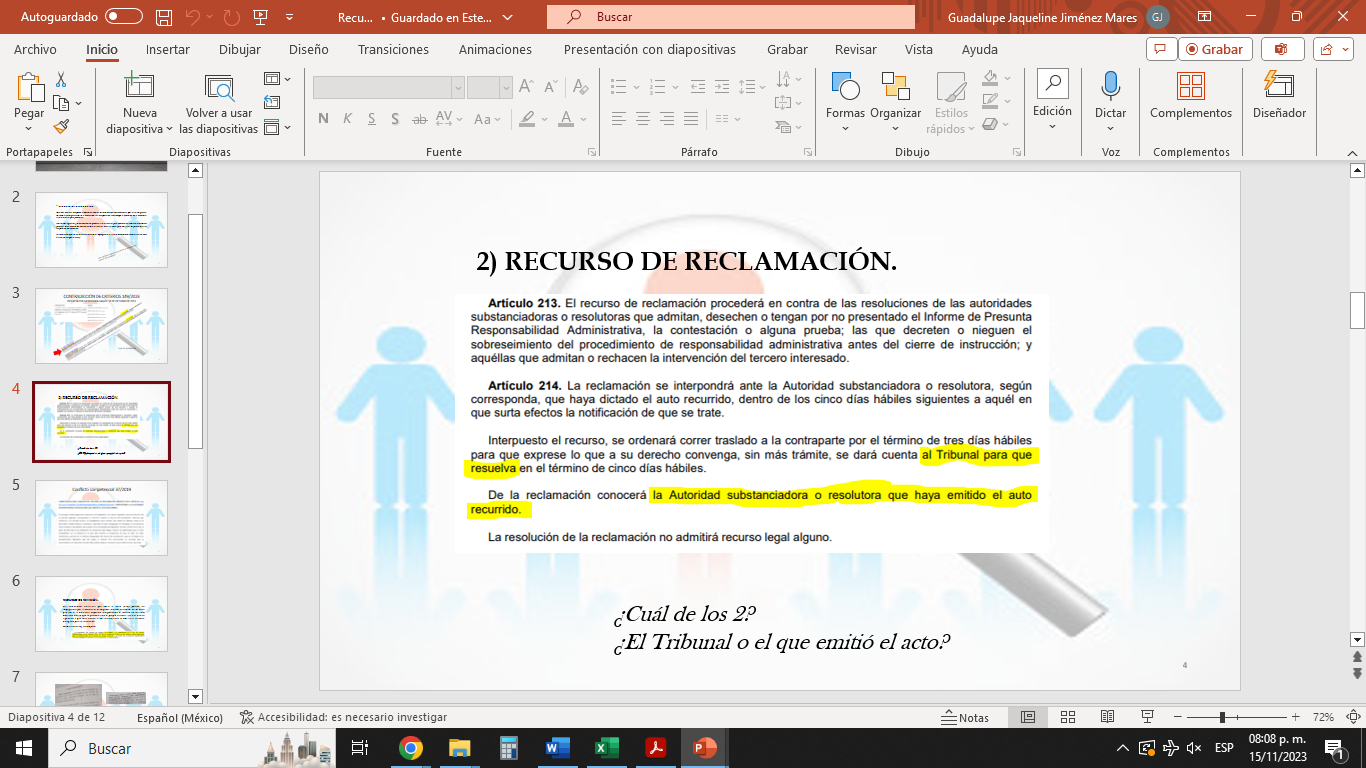 Autoguardado
Recu... • Guardado en Este...
Buscar
Guadalupe Jaqueline Jiménez Mares
GJ
Archivo
Inicio
Insertar
Dibujar
Diseño
Transiciones
Animaciones
Presentación con diapositivas
Grabar
Revisar
Vista
Ayuda
Grabar
Pegar
Nueva diapositiva
Volver a usar las diapositivas
N K S S ab AV Aa A
Formas
Organizar
Estilos rápidos
Edición
Dictar
Complementos
Diseñador
Portapapeles
Diapositivas
Fuente
Párrafo
Dibujo
Voz
Complementos
2
3
CONTRADICCIÓN DE CRITERIOS
4
2) RECURSO DE RECLAMACIÓN.
5
Conflicto competencial
6
7
2) RECURSO DE RECLAMACIÓN.
Artículo 213. El recurso de reclamación procederá en contra de las resoluciones de las autoridades
substanciadoras o resolutoras que admitan, desechen o tengan por no presentado el Informe de Presunta
Responsabilidad Administrativa, la contestación o alguna prueba; las que decreten o nieguen el
sobreseimiento del procedimiento de responsabilidad administrativa antes del cierre de instrucción; y
aquéllas que admitan o rechacen la intervención del tercero interesado.
Artículo 214. La reclamación se interpondrá ante la Autoridad substanciadora o resolutora, según
corresponda, que haya dictado el auto recurrido, dentro de los cinco días hábiles siguientes a aquél en
que surta efectos la notificación de que se trate.
Interpuesto el recurso, se ordenará correr traslado a la contraparte por el término de tres días hábiles
para que exprese lo que a su derecho convenga, sin más trámite, se dará cuenta al Tribunal para que
resuelva en el término de cinco días hábiles.
De la reclamación conocerá la Autoridad substanciadora o resolutora que haya emitido el auto
recurrido.
La resolución de la reclamación no admitirá recurso legal alguno.
¿Cuál de los 2?
¿El Tribunal o el que emitió el acto?
4
Diapositiva 4 de 12
Español (México)
Accesibilidad: es necesario investigar
Notas
72%
Buscar
ESP
08:08 p. m.
15/11/2023
1